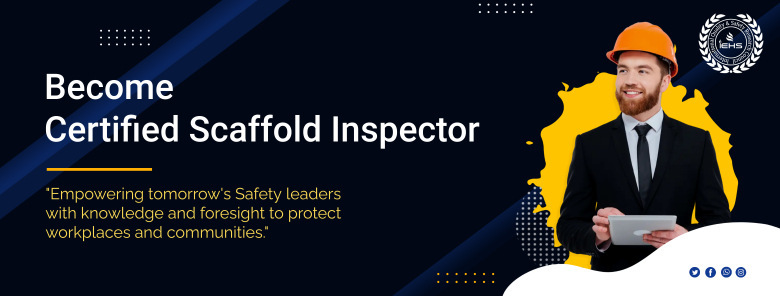 Become
Certified Scaffold Inspector
"Empowering tomorrow's Safety leaders
with knowledge and foresight to protect
workplaces and communities."
IEHS